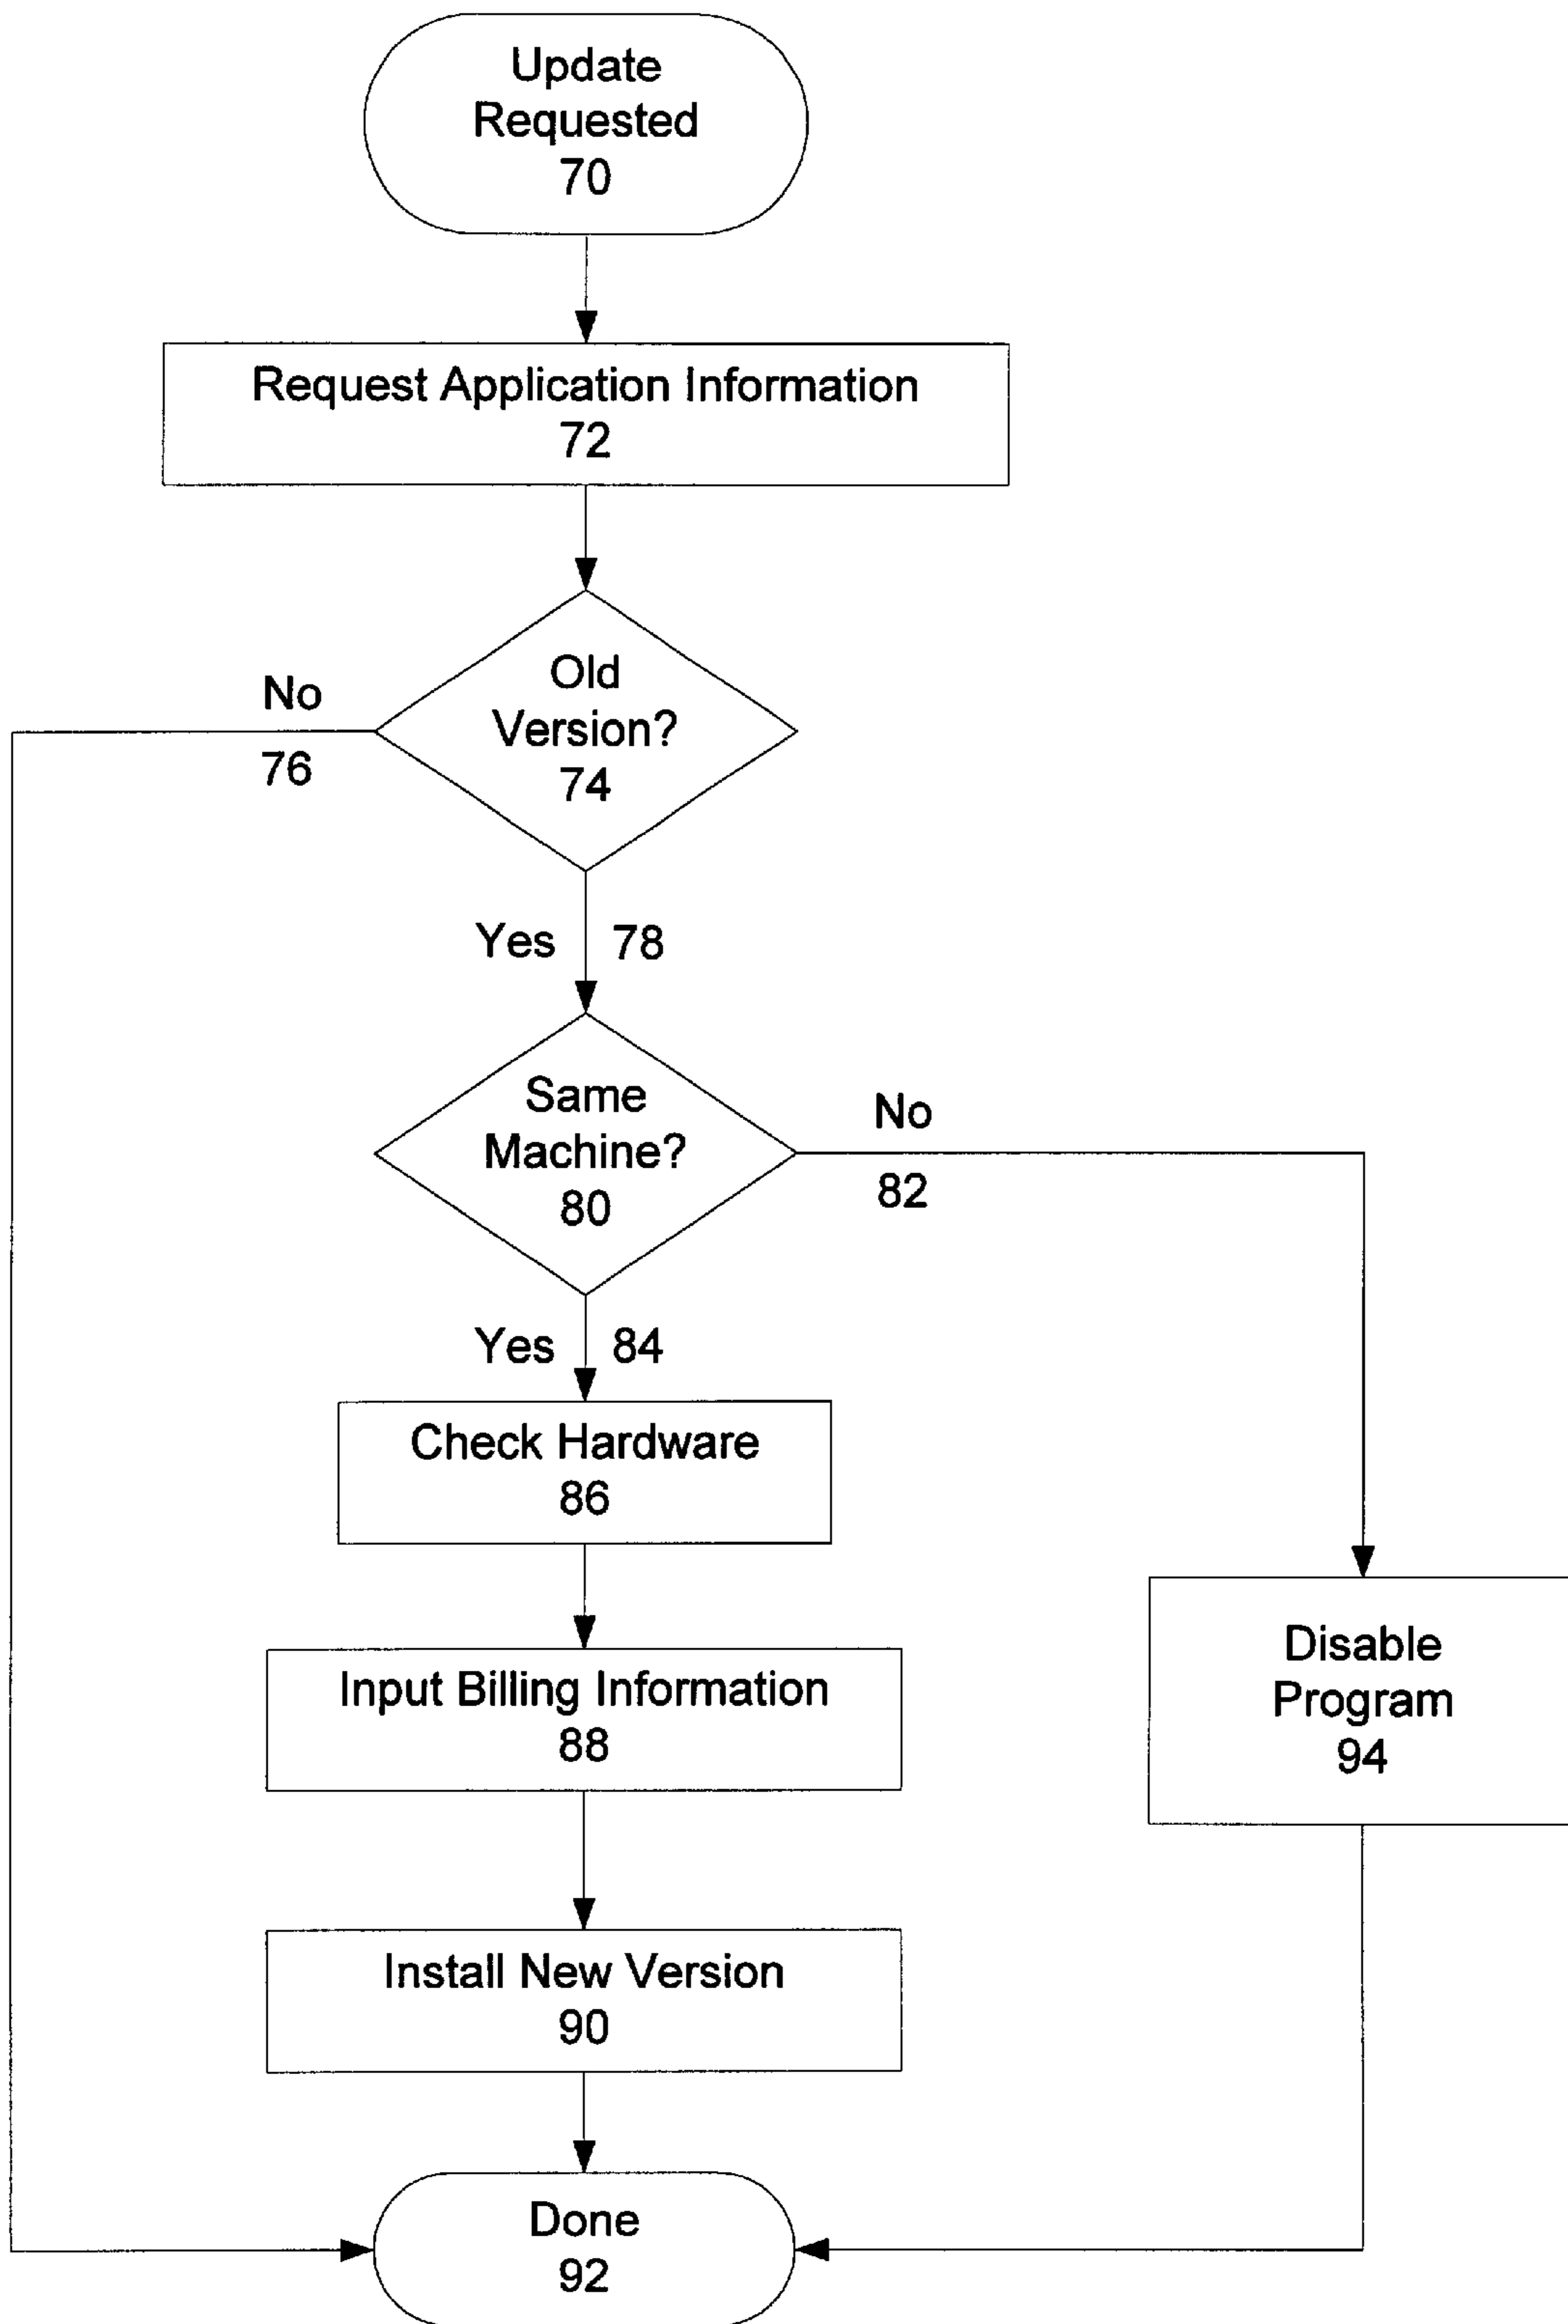 Update
Requested
70
Request Application Information
72
Old
Version?
74
No
76
Yes 78
Same
Machine?
80
No
82
Yes 84
Check Hardware
86
Input Billing Information
88
Disable
Program
94
Install New Version
90
Done
92